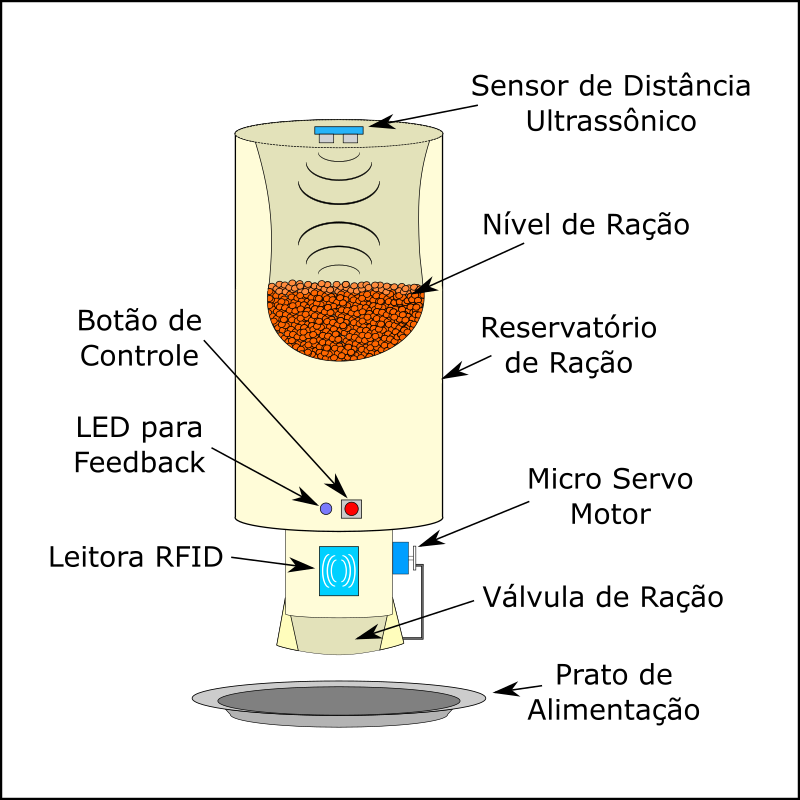 Sensor de Distância
Ultrassônico
Nível de Ração
Botão de
Controle
Reservatório
de Ração
LED para
Feedback
Micro Servo
Motor
Leitora RFID
Válvula de Ração
Prato de
Alimentação